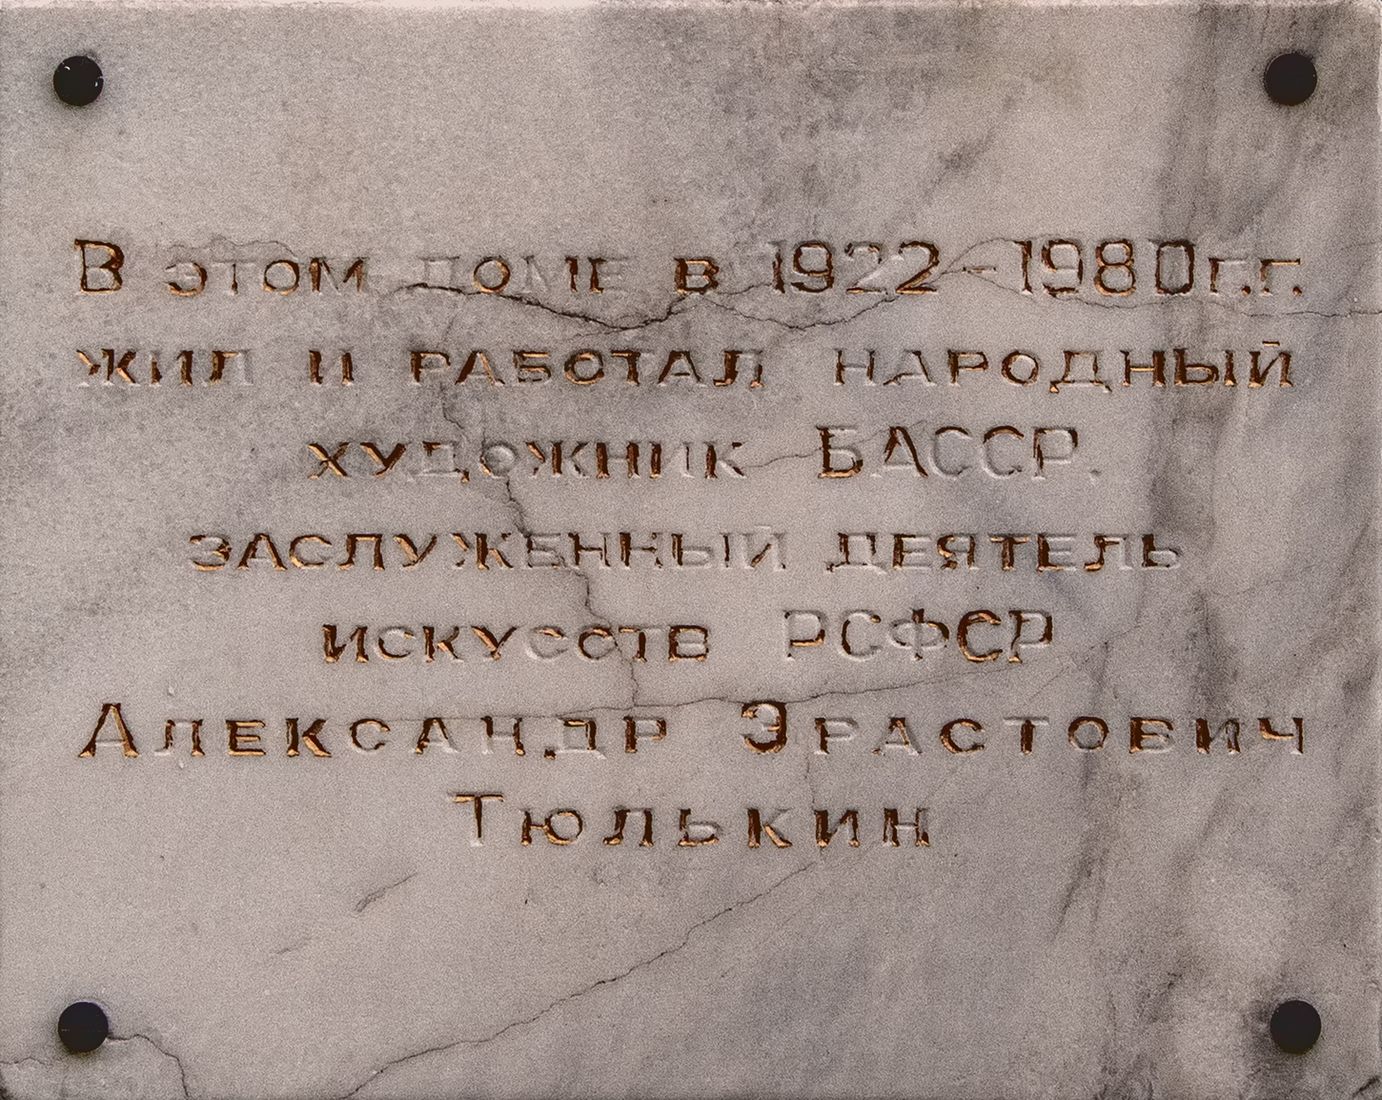 В этом доме в 1922-1980г.г.
жил и работал народный
художник БАССР.
заслуженный деятель
искусств РСФСР
Александр Эрастович
Тюлькин